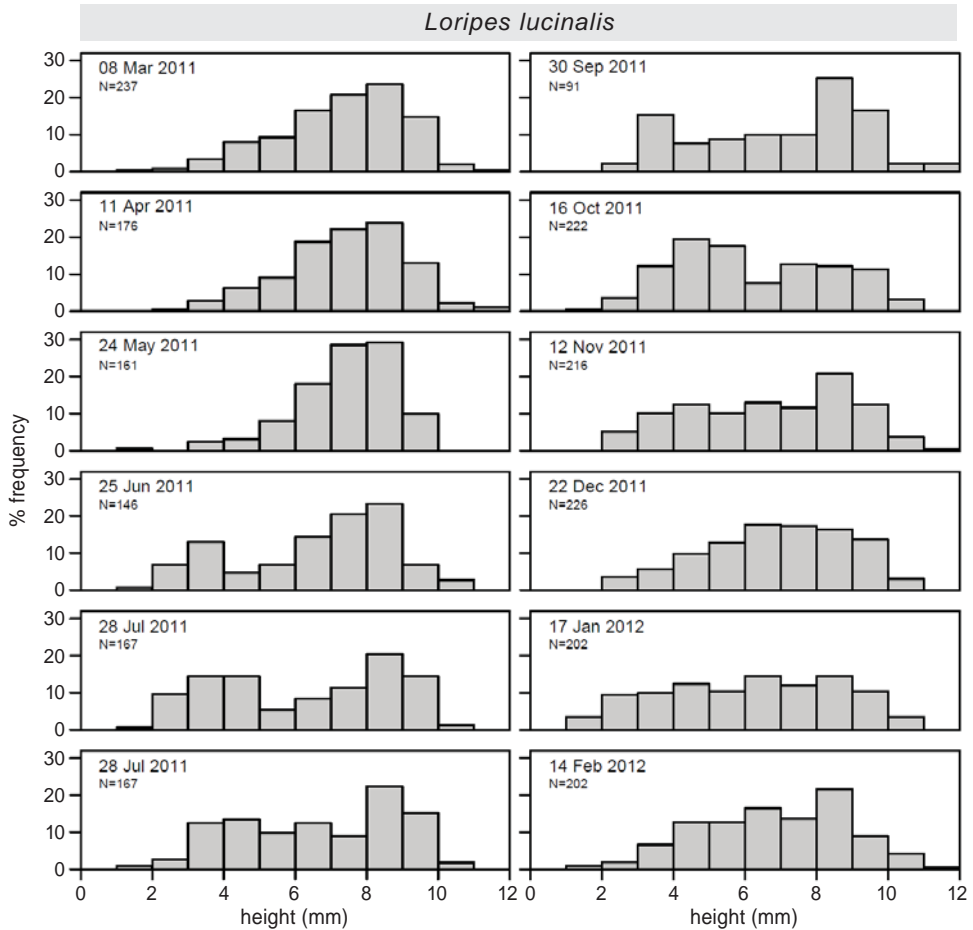 Loripes lucinalis
% frequency
30
20
10
0
08 Mar 2011
N=237
30
20
10
0
11 Apr 2011
N=176
30
20
10
0
24 May 2011
N=161
30
20
10
0
25 Jun 2011
N=146
30
20
10
0
28 Jul 2011
N=167
30
20
10
0
28 Jul 2011
N=167
0 2 4 6 8 10 12
height (mm)
30 Sep 2011
N=91
16 Oct 2011
N=222
12 Nov 2011
N=216
22 Dec 2011
N=226
17 Jan 2012
N=202
14 Feb 2012
N=202
0 2 4 6 8 10 12
height (mm)